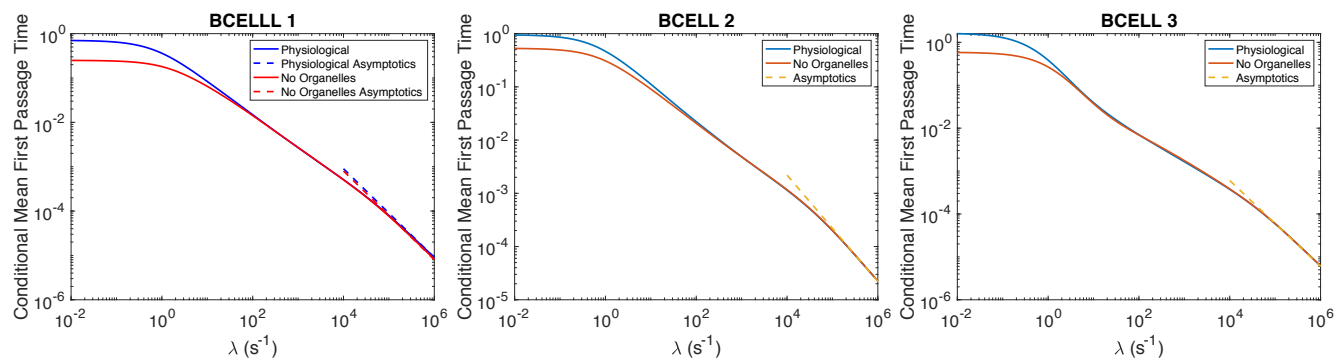 BCELLL 1
Conditional Mean First Passage Time
10^0
10^-2
10^-4
10^-6
Physiological
Physiological Asymptotics
No Organelles
No Organelles Asymptotics
10^-2
10^0
10^2
10^4
10^6
λ (s^-1)
BCELL 2
Conditional Mean First Passage Time
10^0
10^-1
10^-2
10^-3
10^-4
10^-5
Physiological
No Organelles
Asymptotics
10^-2
10^0
10^2
10^4
10^6
λ (s^-1)
BCELL 3
Conditional Mean First Passage Time
10^0
10^-2
10^-4
10^-6
Physiological
No Organelles
Asymptotics
10^-2
10^0
10^2
10^4
10^6
λ (s^-1)